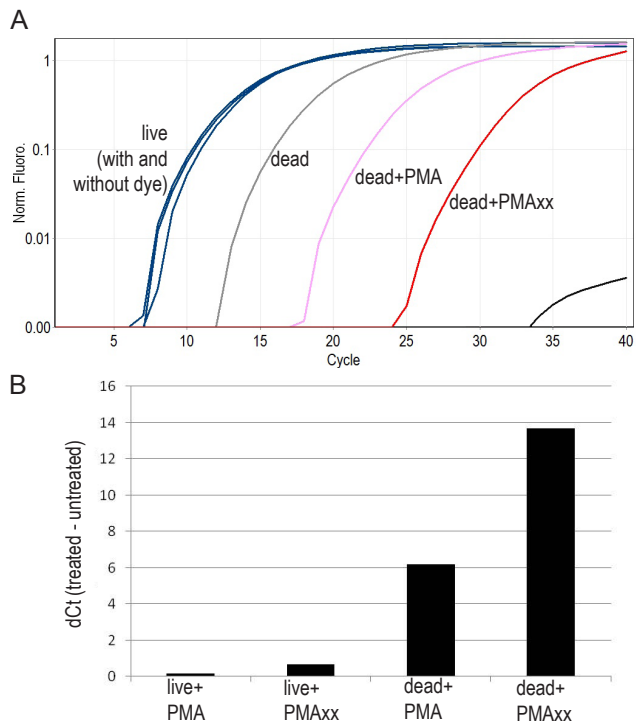 A
Norm. Fluoro.
1
0.1
0.01
0.00
live
(with and
without dye)
dead
dead+PMA
dead+PMAxx
5
10
15
20
25
30
35
40
Cycle
B
dCt (treated - untreated)
16
14
12
10
8
6
4
2
0
live+
PMA
live+
PMAxx
dead+
PMA
dead+
PMAxx